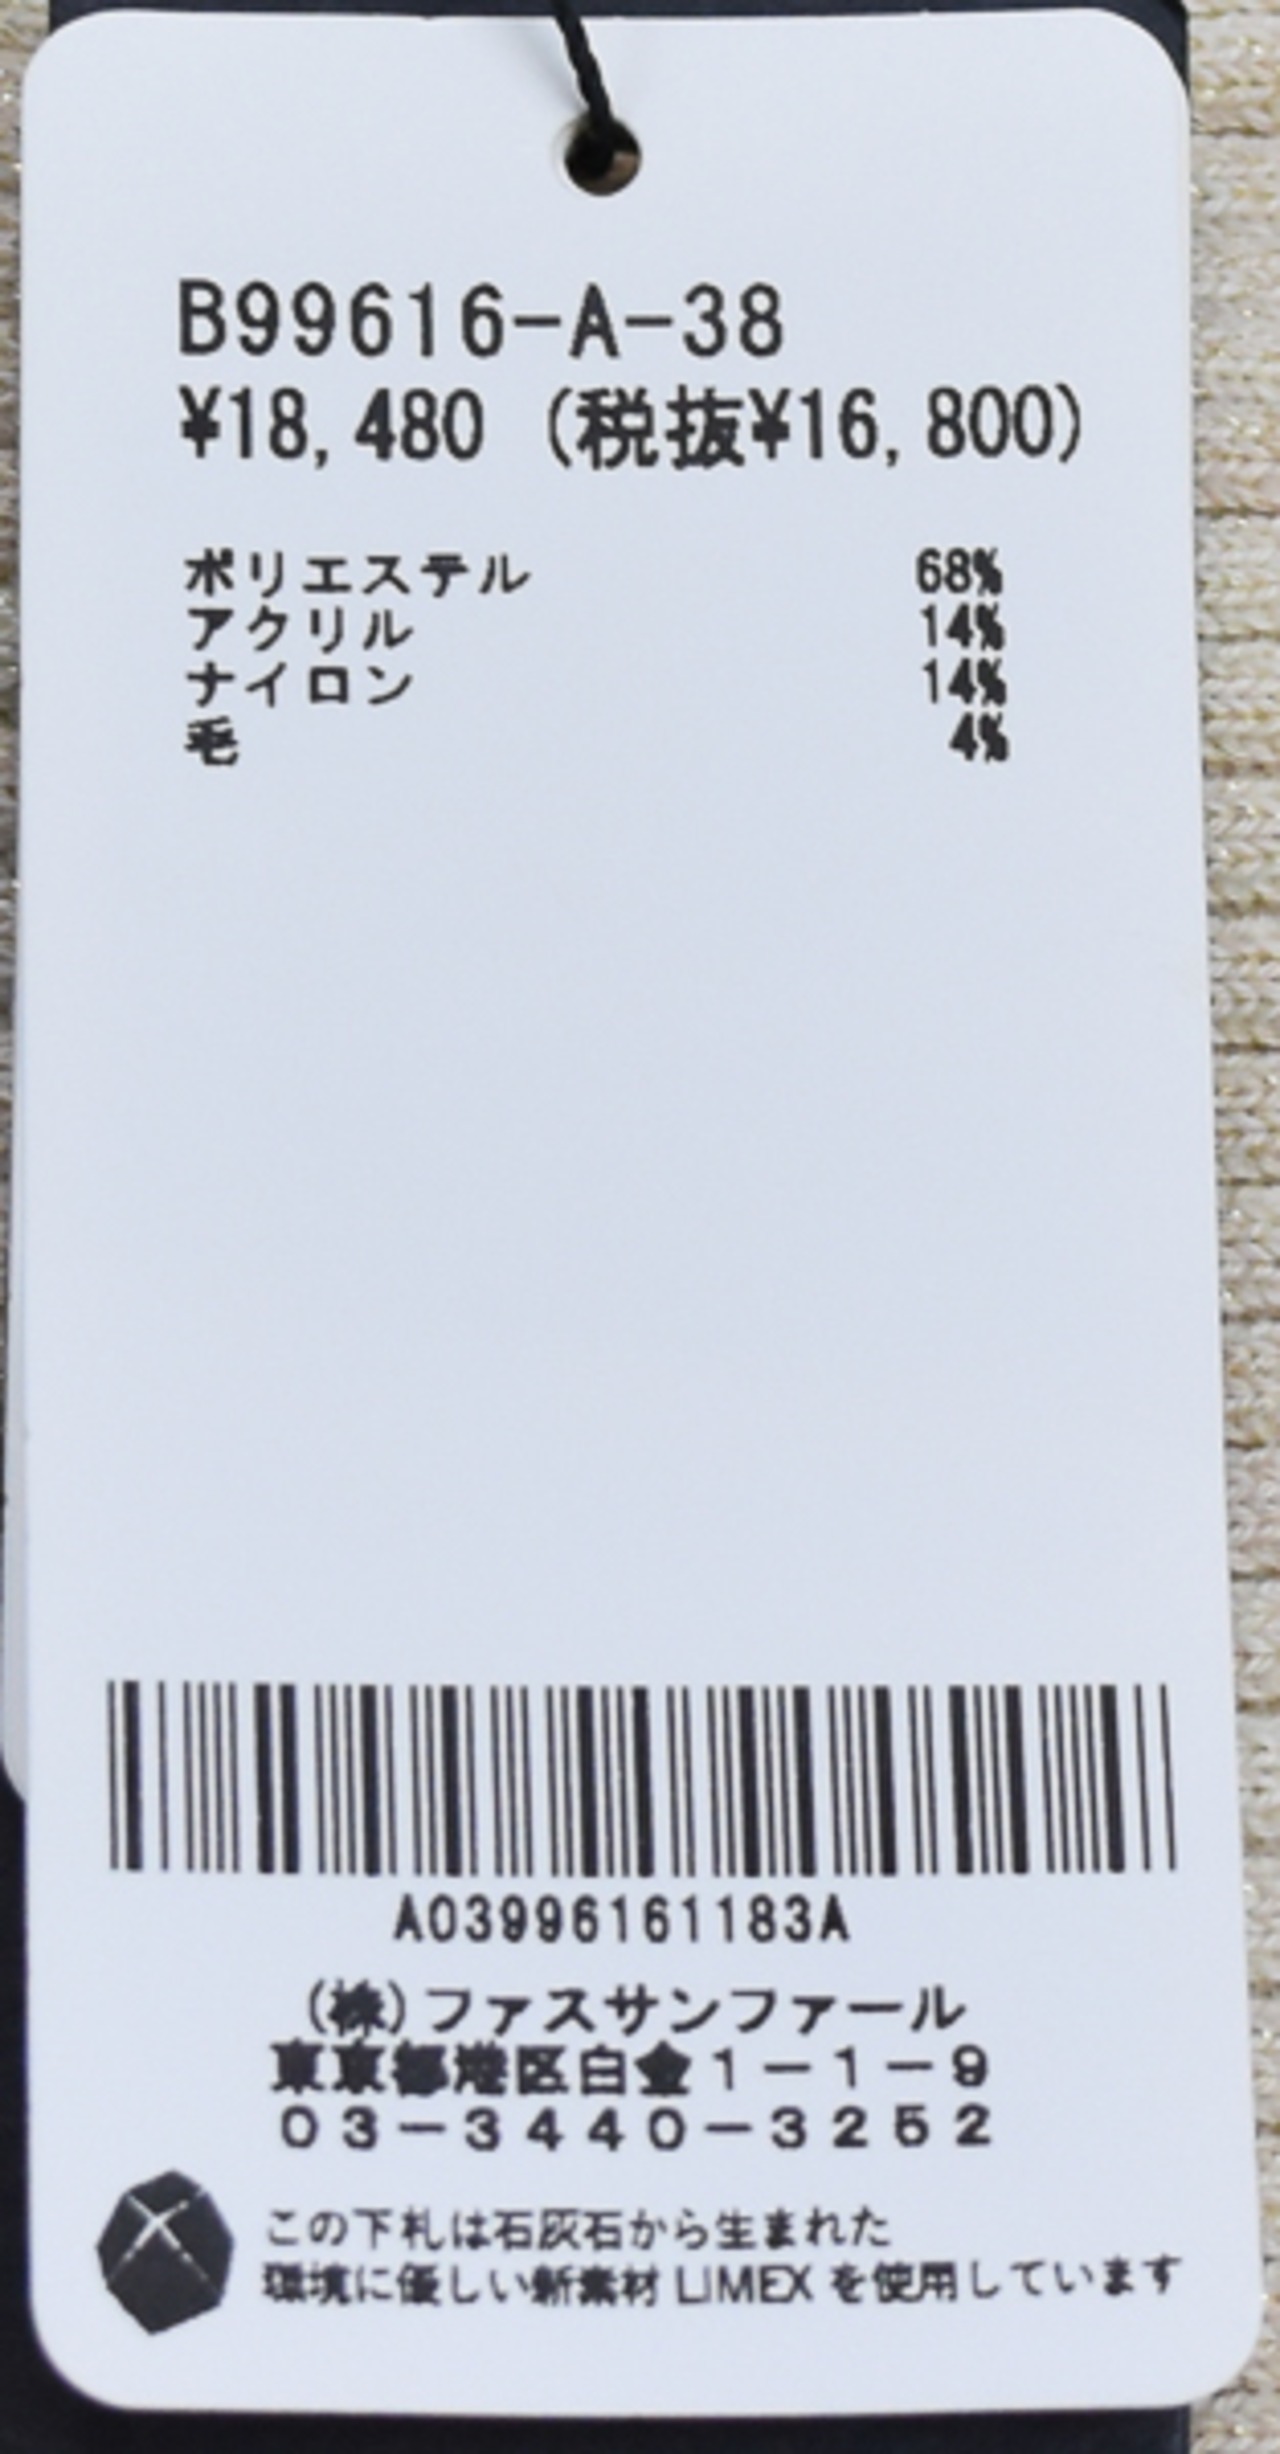 B99616-A-38
¥18,480 (税抜¥16,800)
ポリエステル 68%
アクリル 14%
ナイロン 14%
毛 4%
A03996161183A
(株)ファスサンファール
東京都港区白金1-1-9
03-3440-3252
この下札は石灰石から生まれた
環境に優しい新素材 LIMEX を使用しています